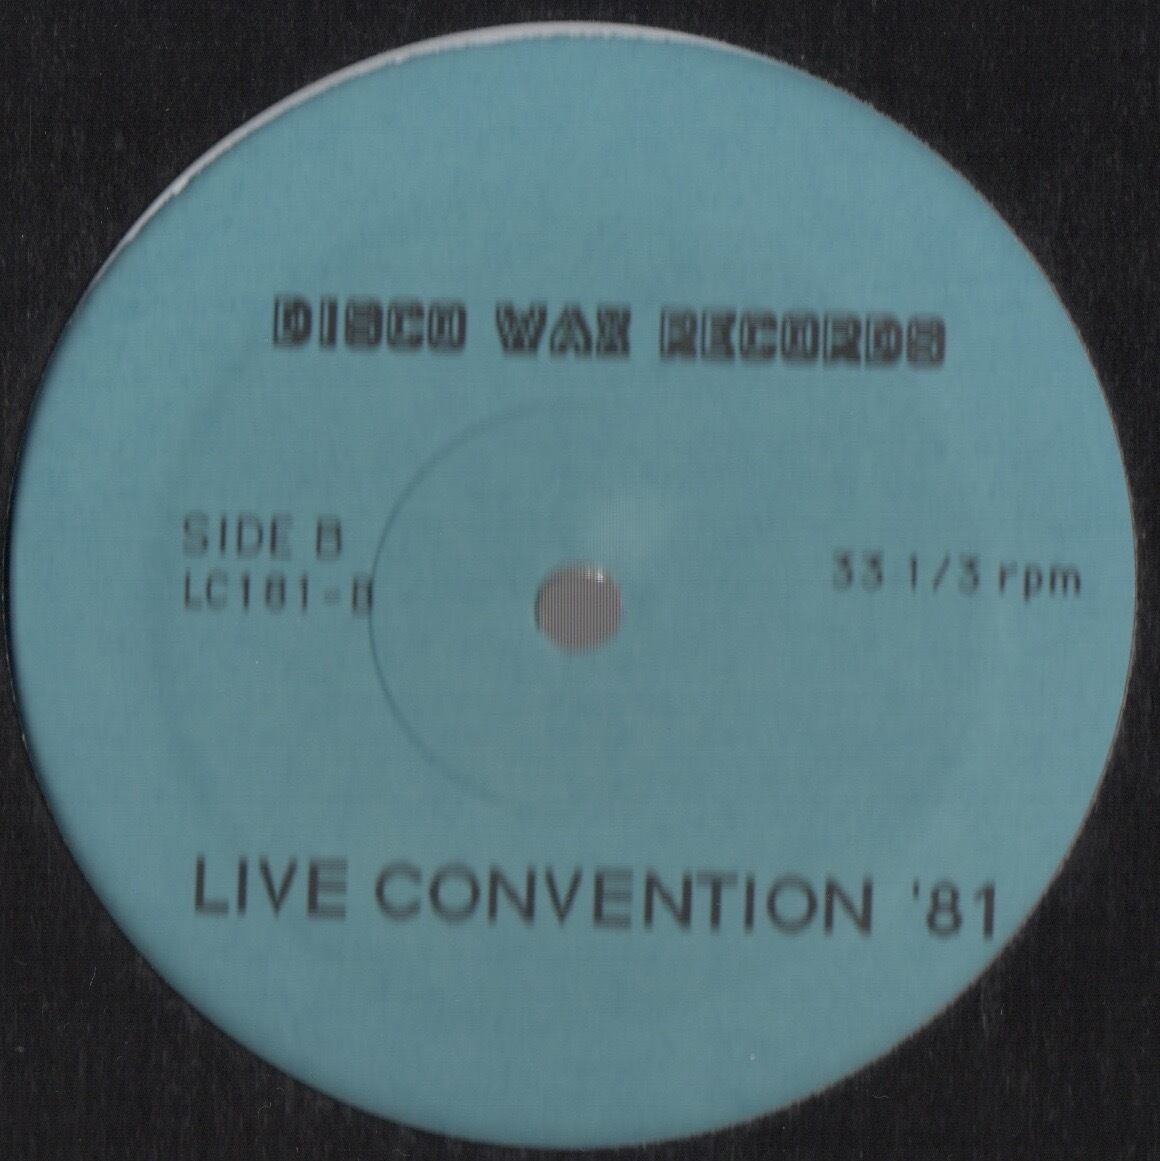 DISCO WAX RECORDS
SIDE B
LC181-B
33 1/3 rpm
LIVE CONVENTION '81